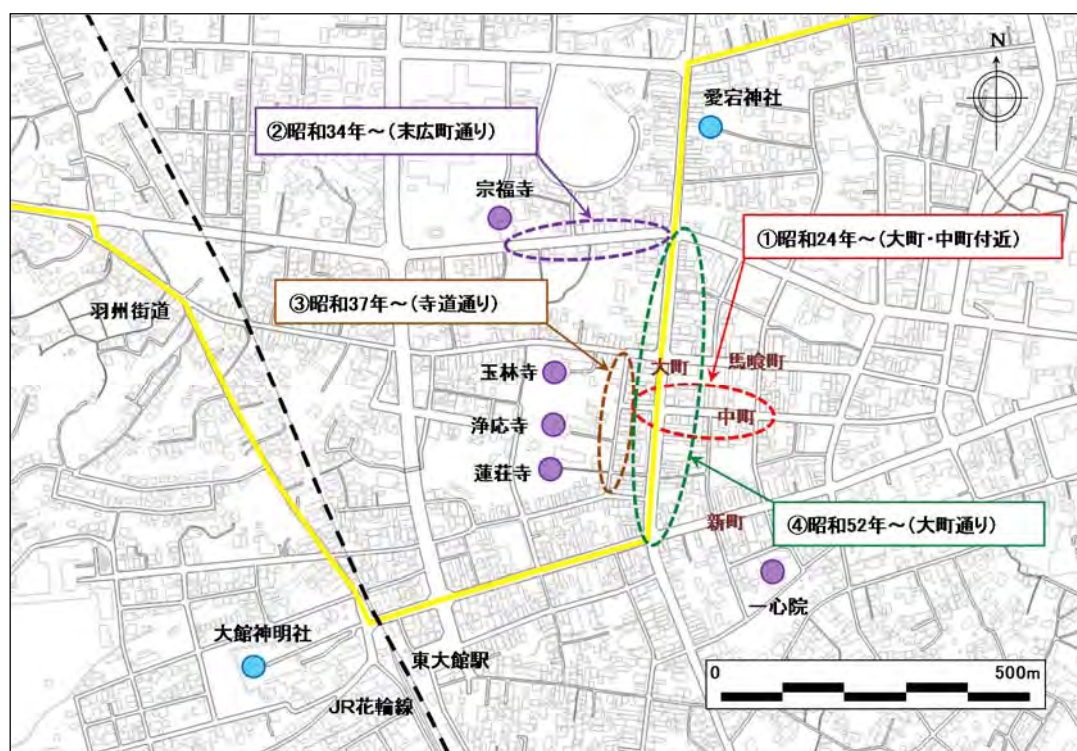 N
愛宕神社
②昭和34年～(末広町通り)
宗福寺
①昭和24年～(大町・中町付近)
③昭和37年～(寺道通り)
羽州街道
大町
馬喰町
玉林寺
中町
浄応寺
蓮荘寺
新町
④昭和52年～(大町通り)
一心院
大館神明社
東大館駅
JR花輪線
0
500m